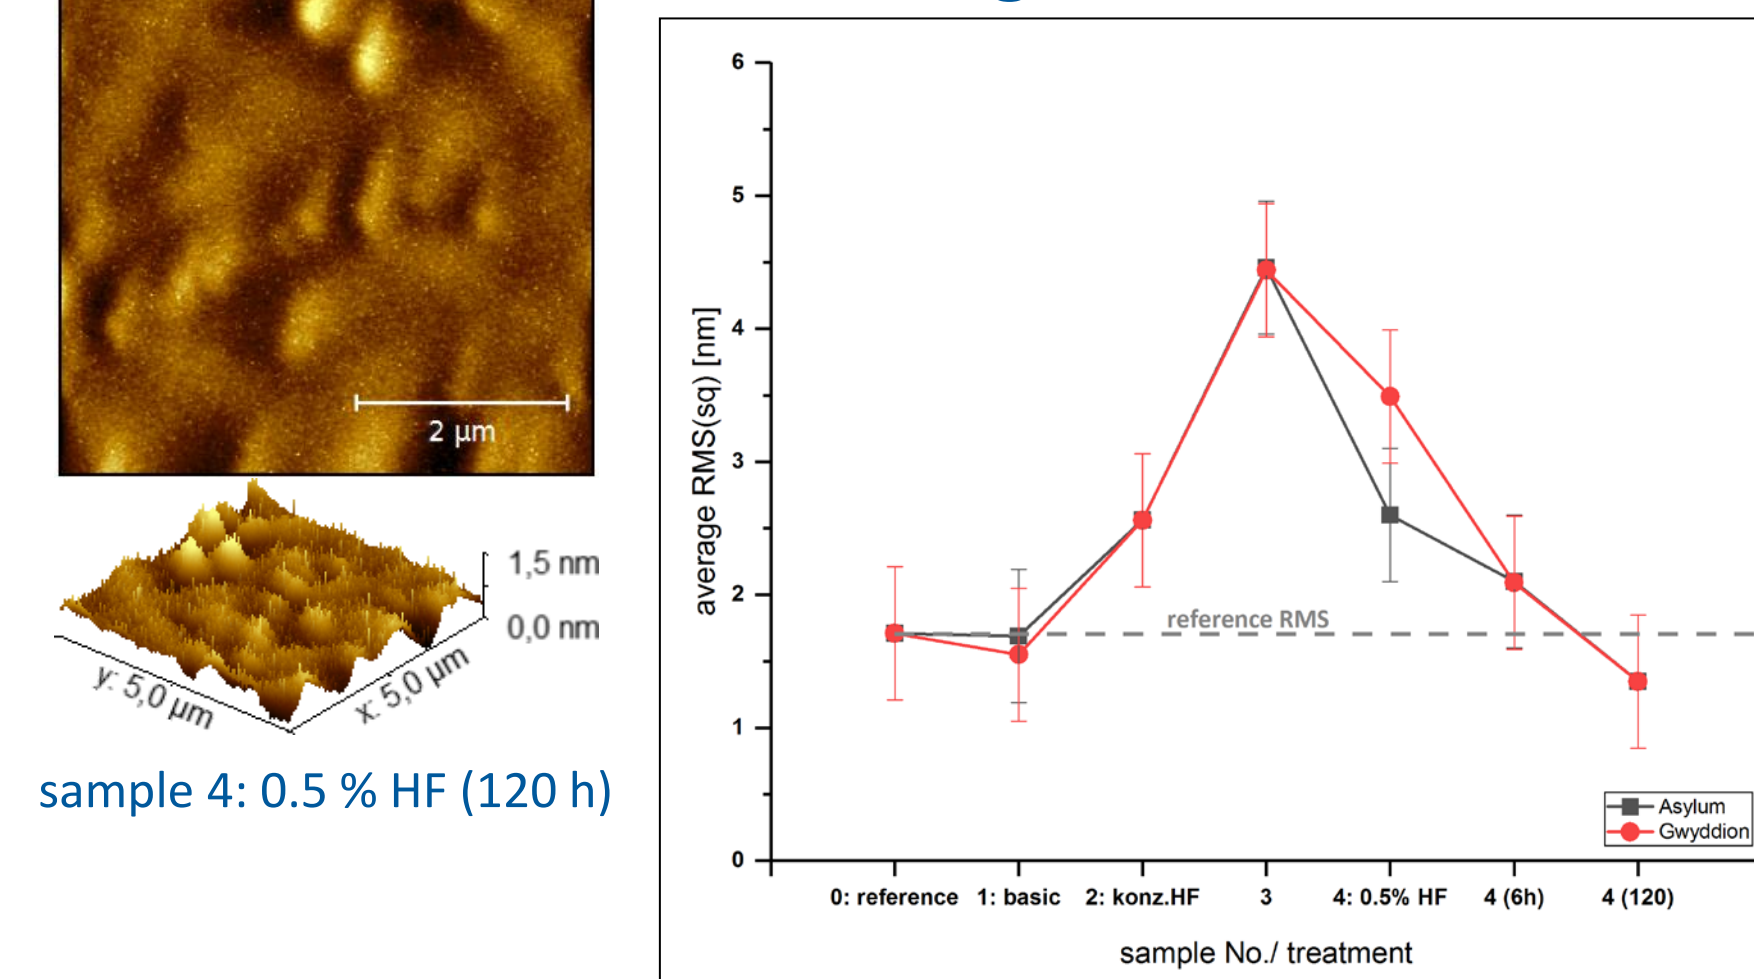 2 µm
1,5 nm
0,0 nm
y: 5,0 µm
x: 5,0 µm
sample 4: 0.5 % HF (120 h)
average RMS(sq) [nm]
6
5
4
3
2
1
0
reference RMS
Asylum
Gwyddion
0: reference 1: basic 2: konz.HF 3 4: 0.5% HF 4 (6h) 4 (120)
sample No./ treatment